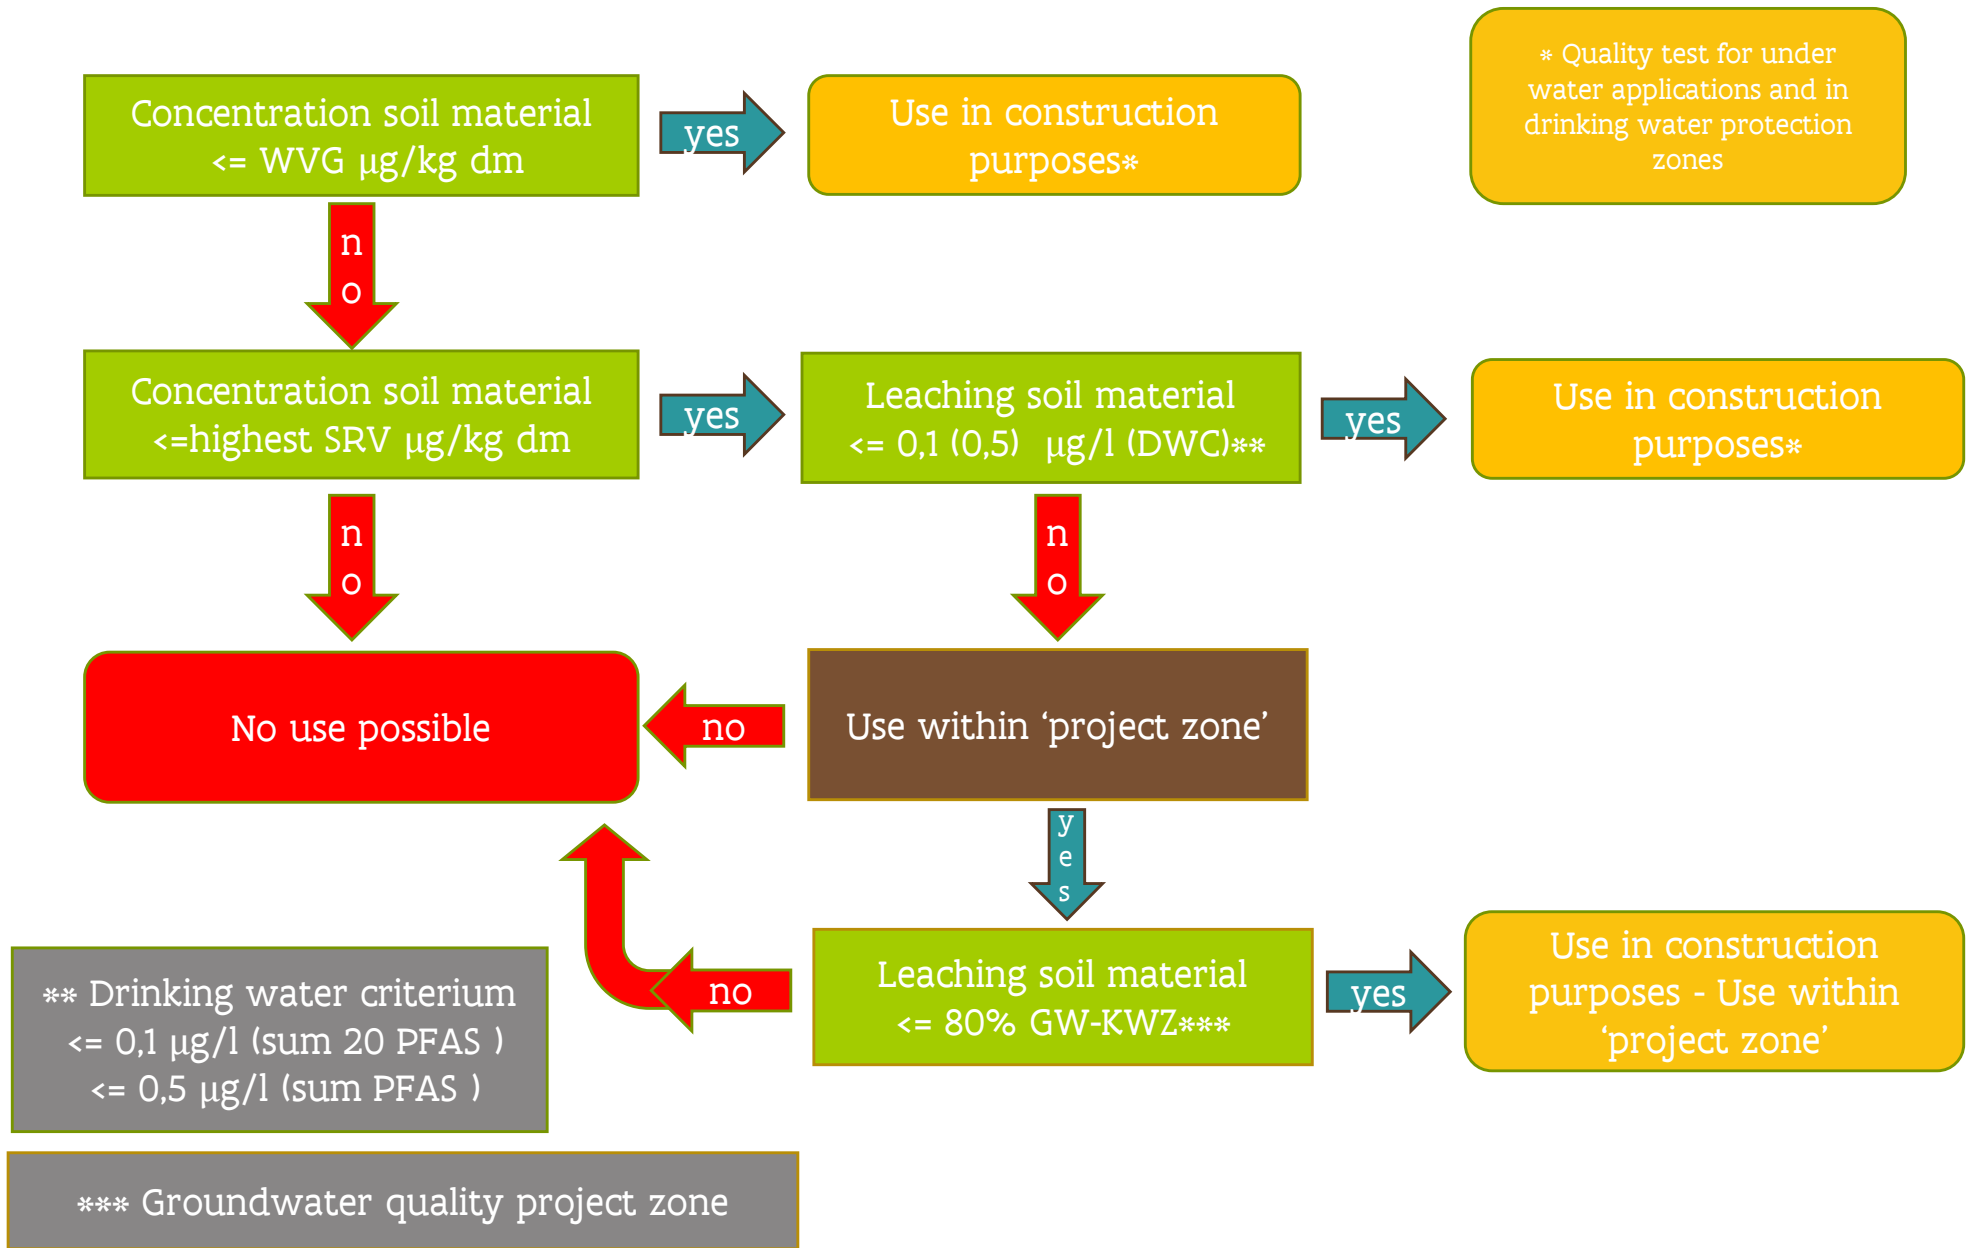 Concentration soil material
<= WVG µg/kg dm
yes
Use in construction
purposes*
* Quality test for under
water applications and in
drinking water protection
zones
n
o
Concentration soil material
<=highest SRV µg/kg dm
yes
Leaching soil material
<= 0,1 (0,5)  µg/l (DWC)**
yes
Use in construction
purposes*
n
o
n
o
No use possible
no
Use within ‘project zone’
y
e
s
Leaching soil material
<= 80% GW-KWZ***
no
yes
Use in construction
purposes - Use within
‘project zone’
** Drinking water criterium
<= 0,1 µg/l (sum 20 PFAS )
<= 0,5 µg/l (sum PFAS )
*** Groundwater quality project zone